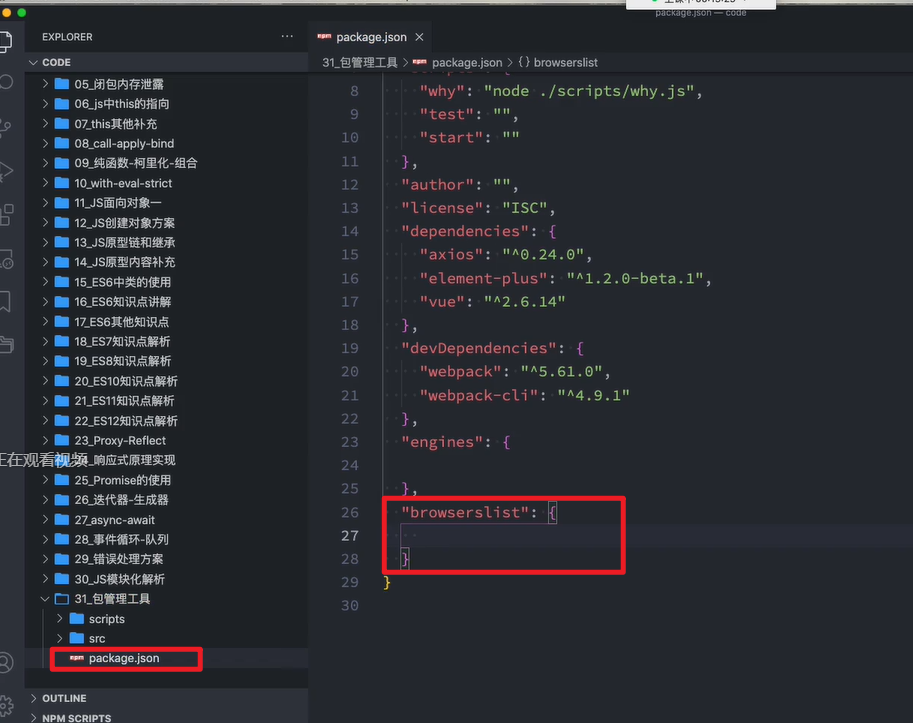 package.json — code
EXPLORER
package.json
CODE
31_包管理工具 > package.json > {} browserslist
05_闭包内存泄露
06_js中this的指向
07_this其他补充
08_call-apply-bind
09_纯函数-柯里化-组合
10_with-eval-strict
11_JS面向对象一
12_JS创建对象方案
13_JS原型链和继承
14_JS原型内容补充
15_ES6中类的使用
16_ES6知识点讲解
17_ES6其他知识点
18_ES7知识点解析
19_ES8知识点解析
20_ES10知识点解析
21_ES11知识点解析
22_ES12知识点解析
23_Proxy-Reflect
正在观看视频
_响应式原理实现
25_Promise的使用
26_迭代器-生成器
27_async-await
28_事件循环-队列
29_错误处理方案
30_JS模块化解析
31_包管理工具
scripts
src
package.json
OUTLINE
NPM SCRIPTS
8 "why": "node ./scripts/why.js",
9 "test": "",
10 "start": ""
11 },
12 "author": "",
13 "license": "ISC",
14 "dependencies": {
15 "axios": "^0.24.0",
16 "element-plus": "^1.2.0-beta.1",
17 "vue": "^2.6.14"
18 },
19 "devDependencies": {
20 "webpack": "^5.61.0",
21 "webpack-cli": "^4.9.1"
22 },
23 "engines": {
24
25 },
26 "browserslist": {
27
28 }
29 }
30